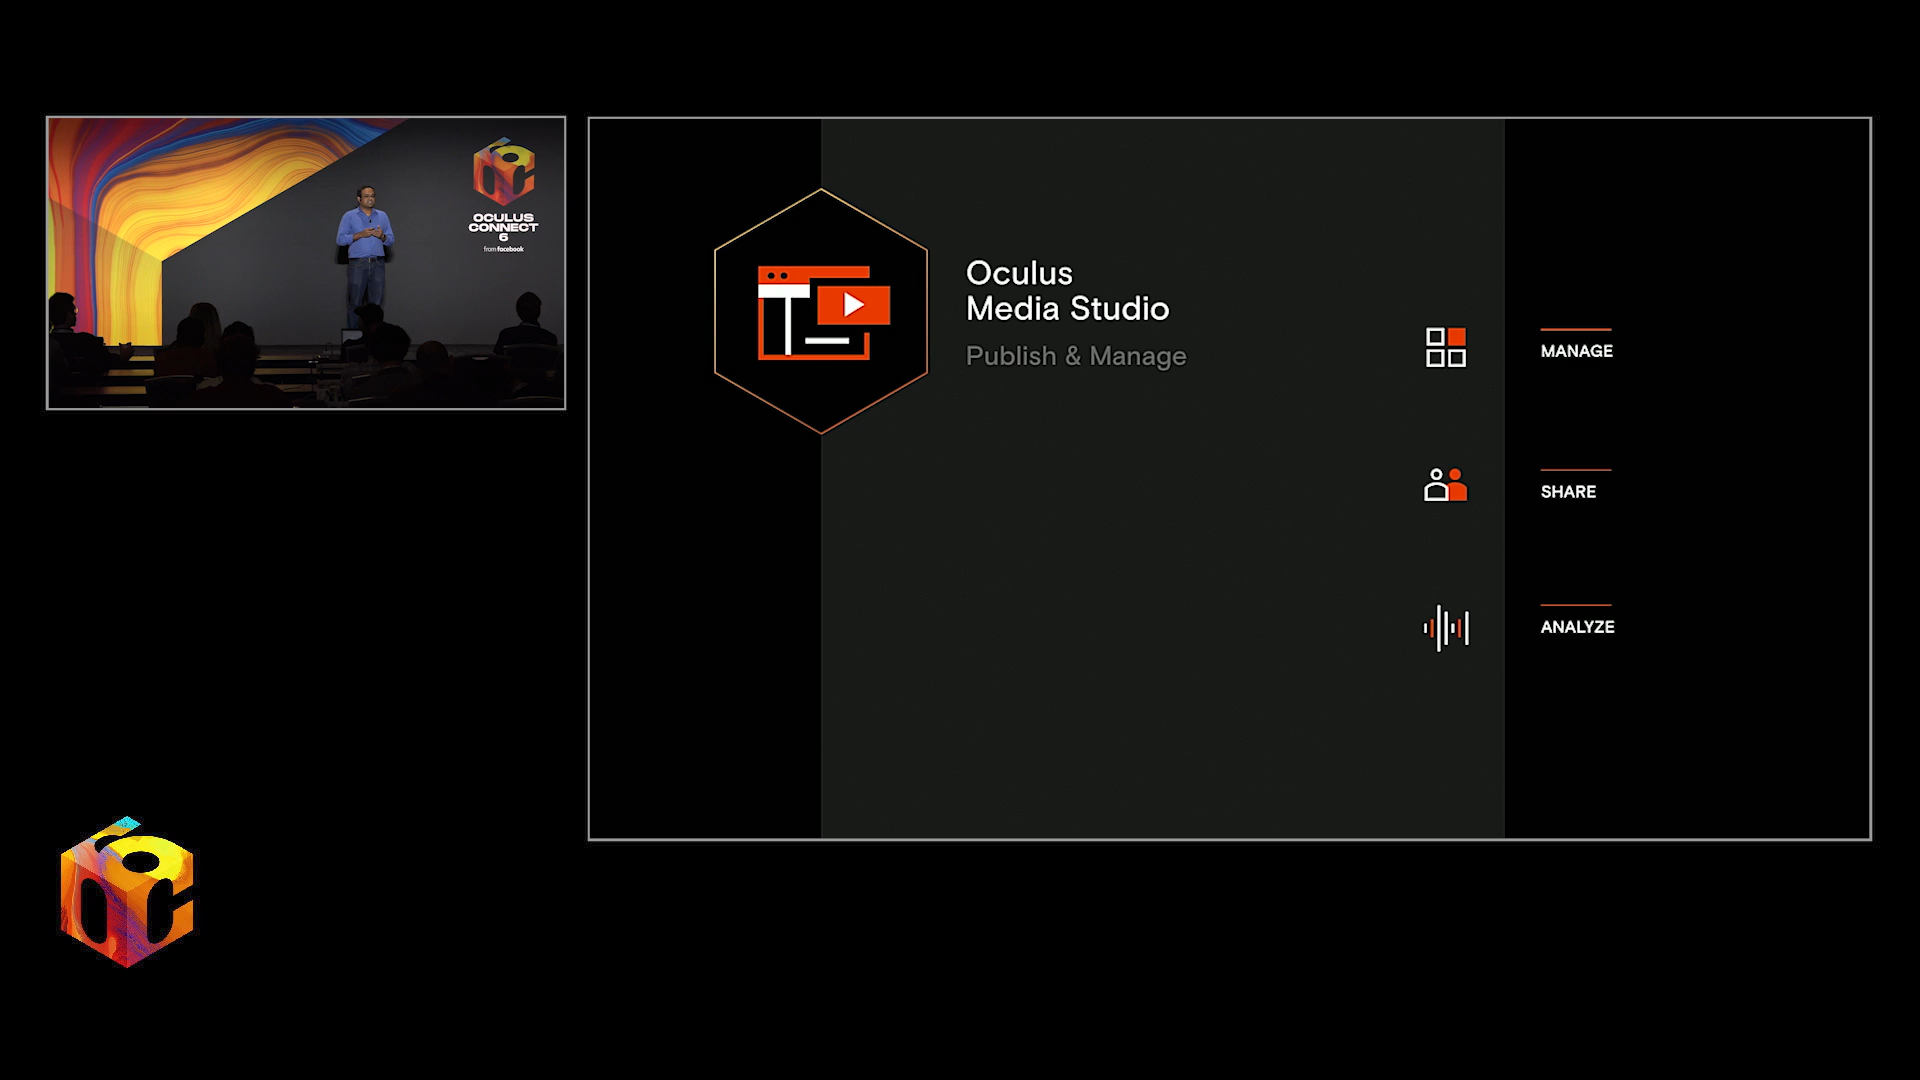 OCULUS
CONNECT
6
from facebook
Oculus
Media Studio
Publish & Manage
MANAGE
SHARE
ANALYZE